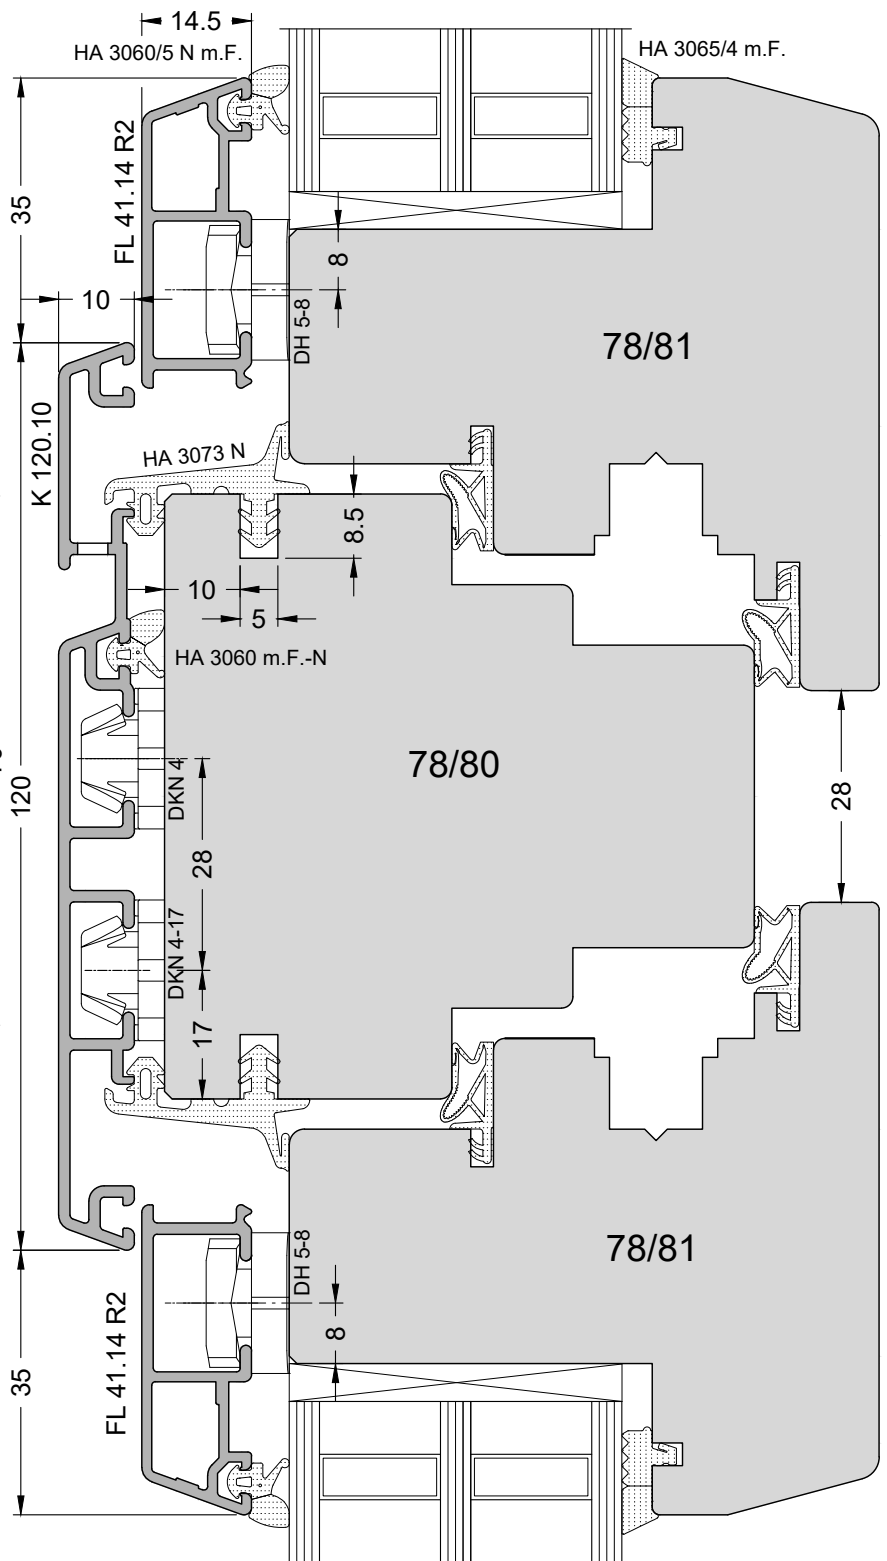 14.5
HA 3060/5 N m.F.
HA 3065/4 m.F.
35
FL 41.14 R2
8
10
DH 5-8
78/81
K 120.10
HA 3073 N
8.5
10
5
HA 3060 m.F.-N
78/80
DKN 4
120
28
28
DKN 4-17
17
DH 5-8
78/81
FL 41.14 R2
8
35